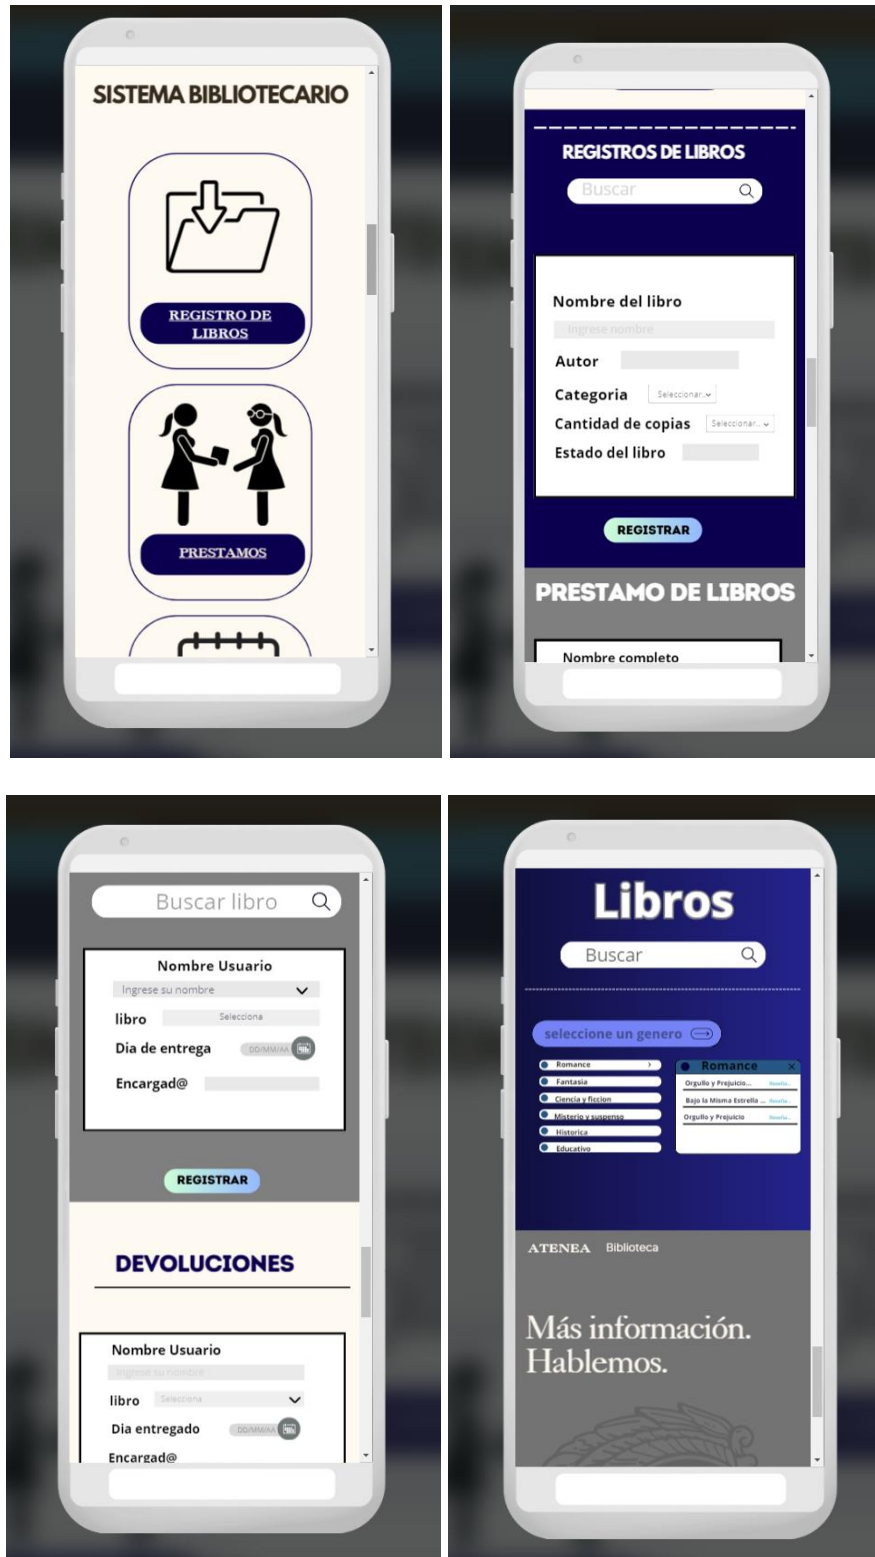 SISTEMA BIBLIOTECARIO
REGISTRO DE
LIBROS
PRESTAMOS
REGISTROS DE LIBROS
Buscar
Nombre del libro
Ingrese nombre
Autor
Categoria Seleccionar..
Cantidad de copias Seleccionar..
Estado del libro
REGISTRAR
PRESTAMO DE LIBROS
Nombre completo
Buscar libro
Nombre Usuario
Ingrese su nombre
libro Selecciona
Dia de entrega DD/MM/AA
Encargad@
REGISTRAR
DEVOLUCIONES
Nombre Usuario
Ingrese su nombre
libro Selecciona
Dia entregado DD/MM/AA
Encargad@
Libros
Buscar
seleccione un genero
Romance
Fantasia
Ciencia y ficcion
Misterio y suspenso
Historica
Educativo
Romance
Orgullo y Prejuicio... Reseña..
Bajo la Misma Estrella ... Reseña..
Orgullo y Prejuicio Reseña..
ATENEA Biblioteca
Más información.
Hablemos.